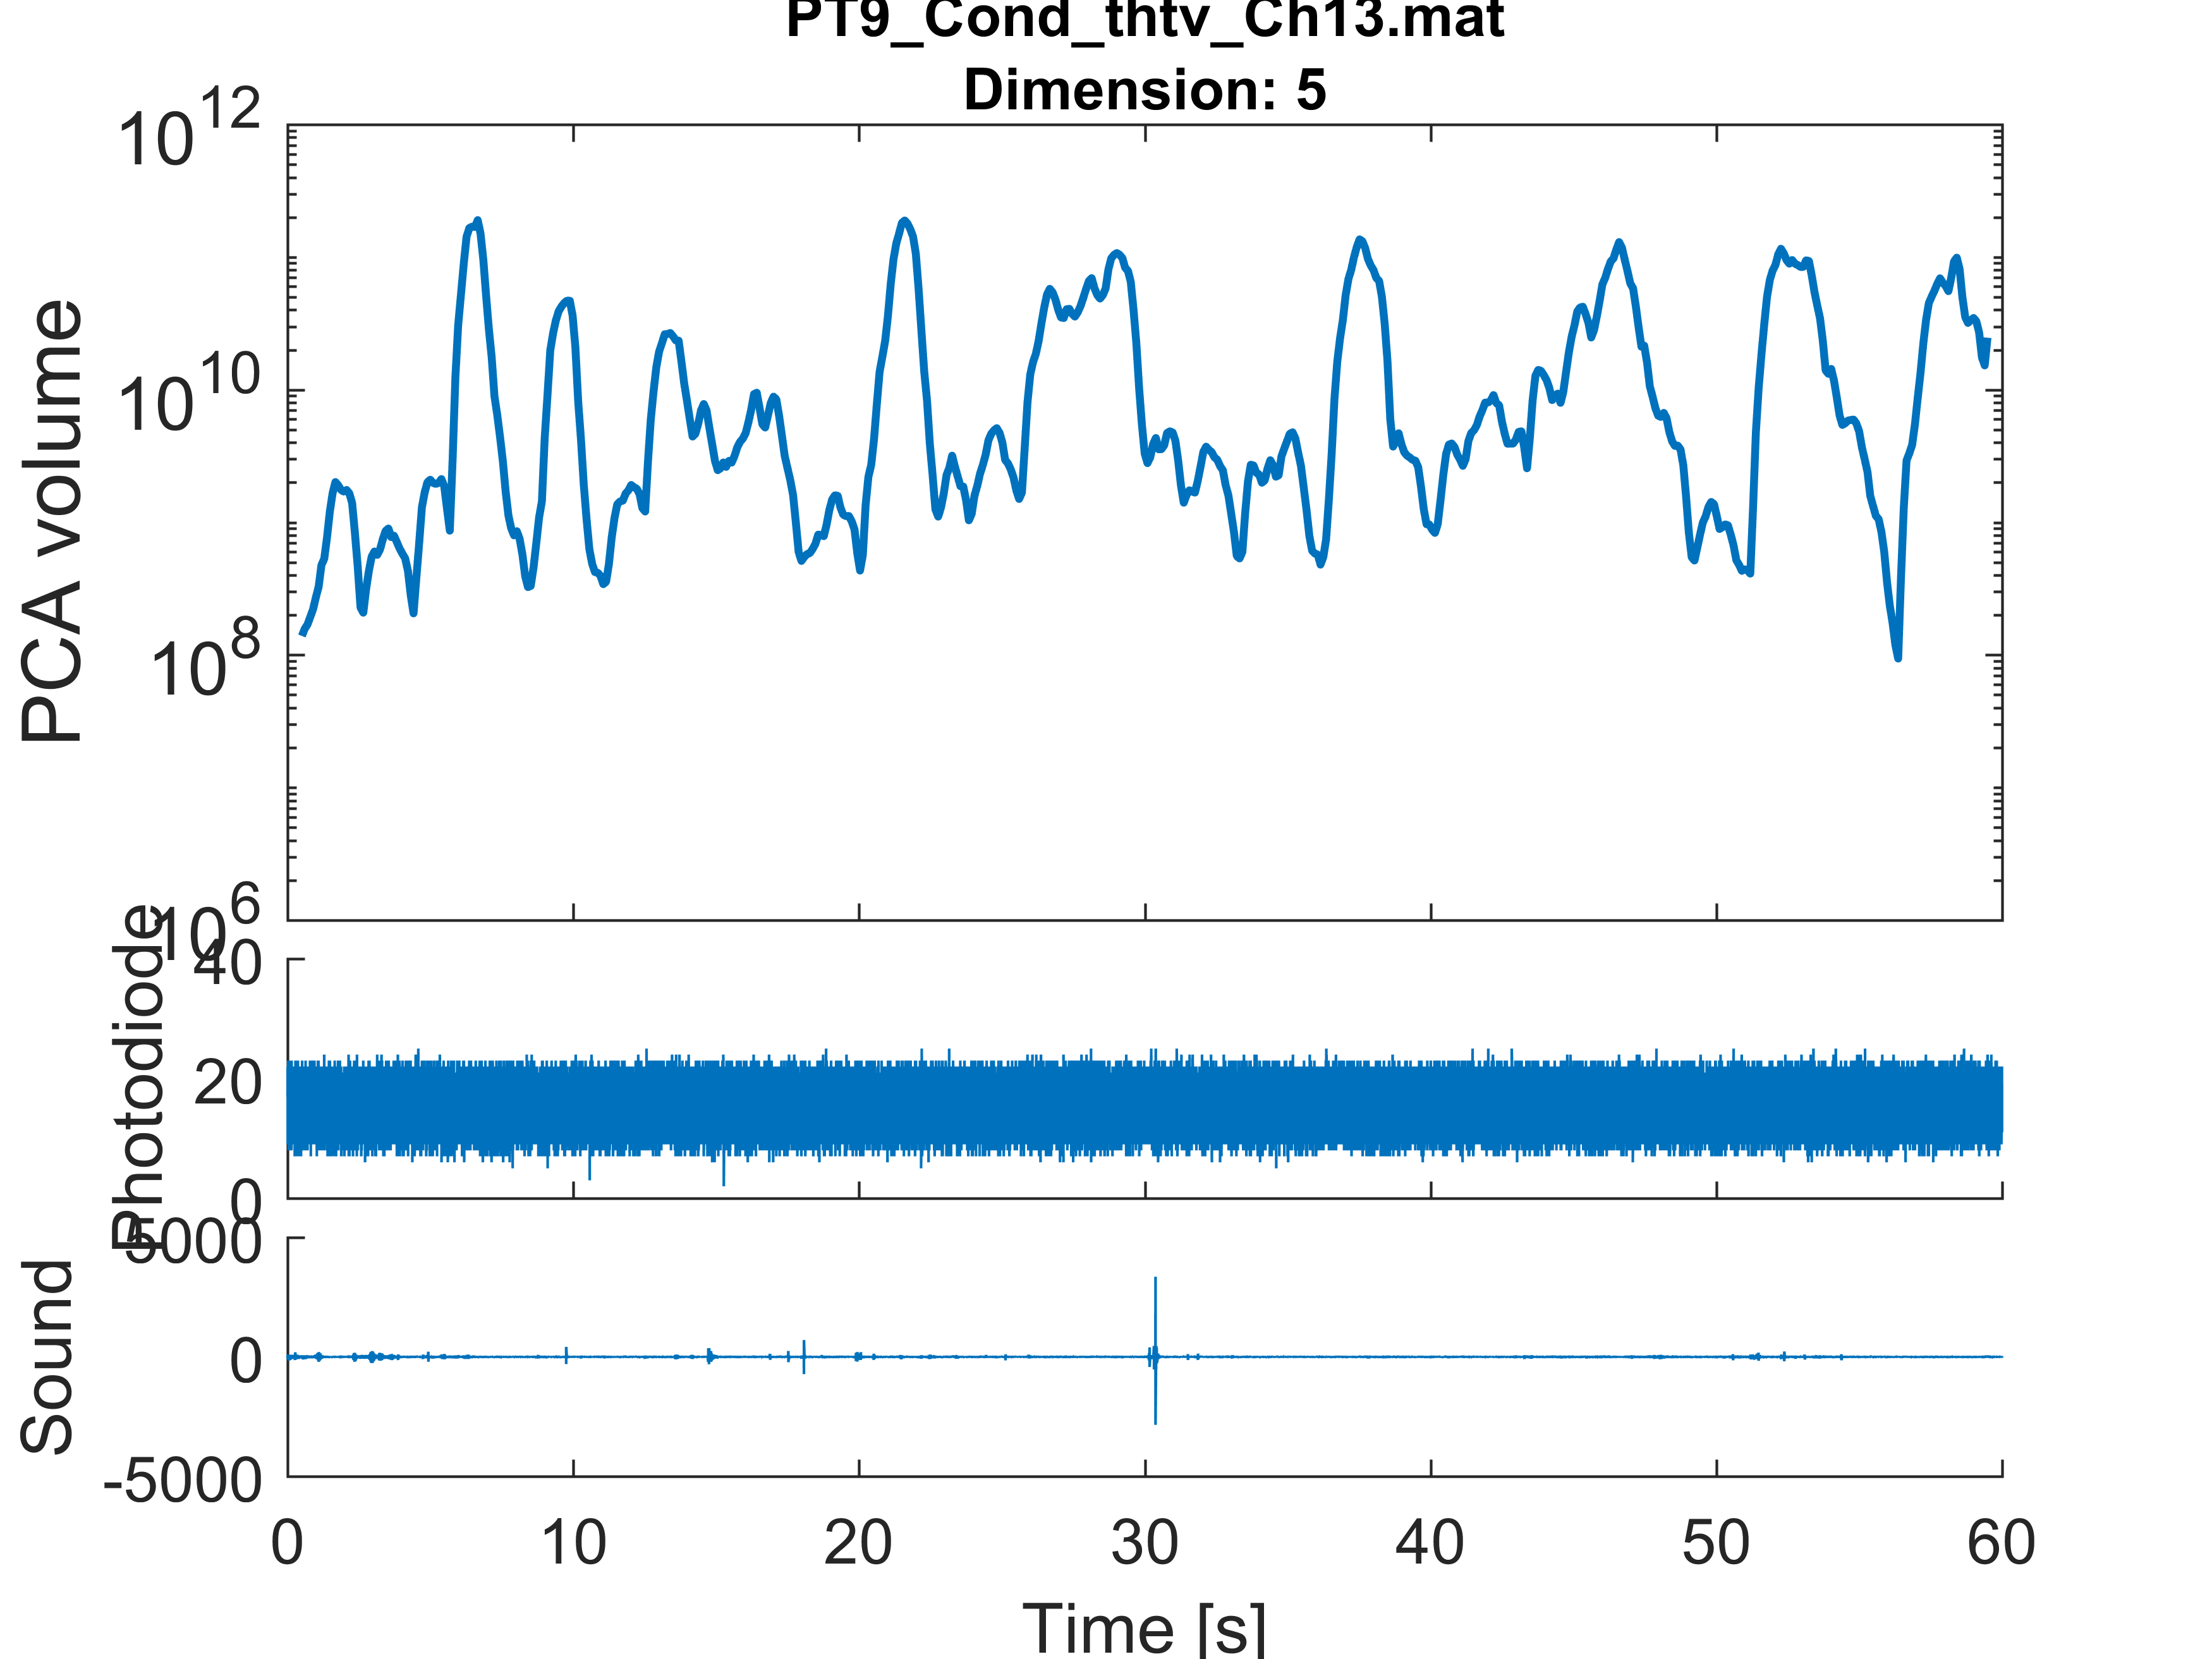 PT9_Cond_thtv_Ch13.mat
Dimension: 5
PCA volume
10^12
10^10
10^8
10^6
Photodiode
40
20
0
Sound
5000
0
-5000
0 10 20 30 40 50 60
Time [s]